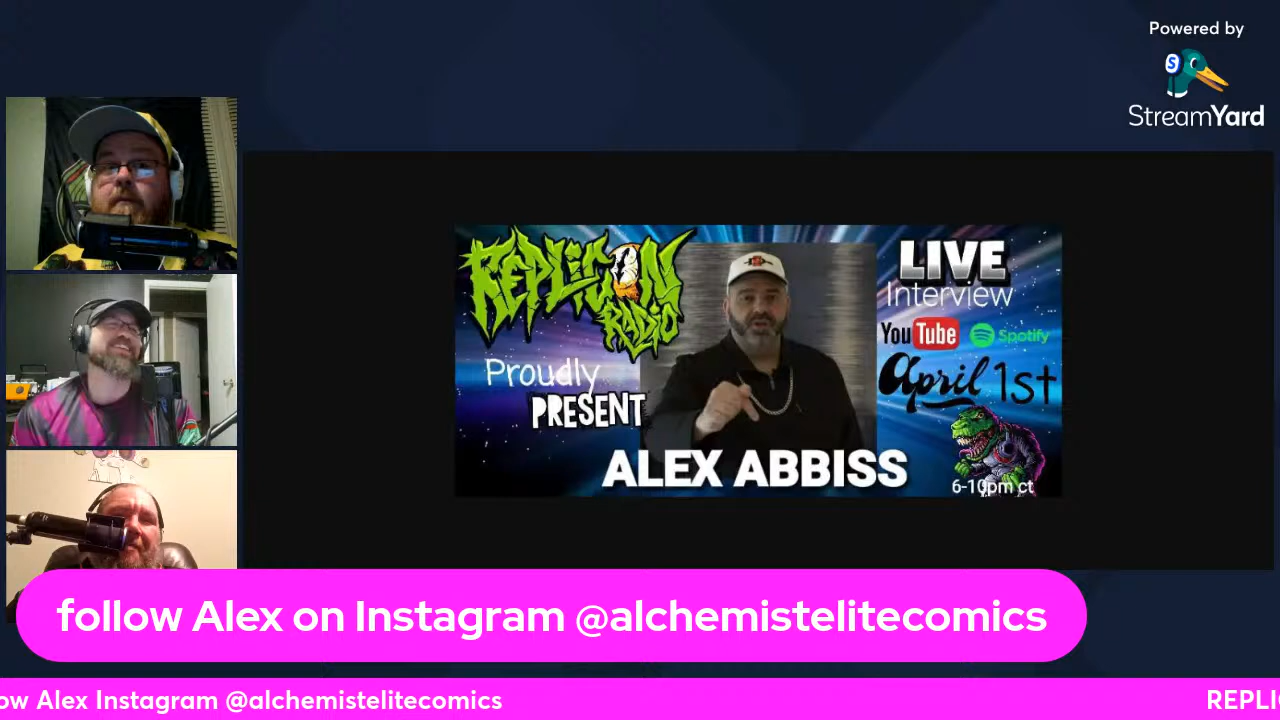 Powered by
StreamYard
REPLICON
RADIO
Proudly
PRESENT
LIVE
Interview
YouTube
Spotify
April 1st
ALEX ABBISS
6-10pm ct
follow Alex on Instagram @alchemistelitecomics
ow Alex Instagram @alchemistelitecomics
REPLIC